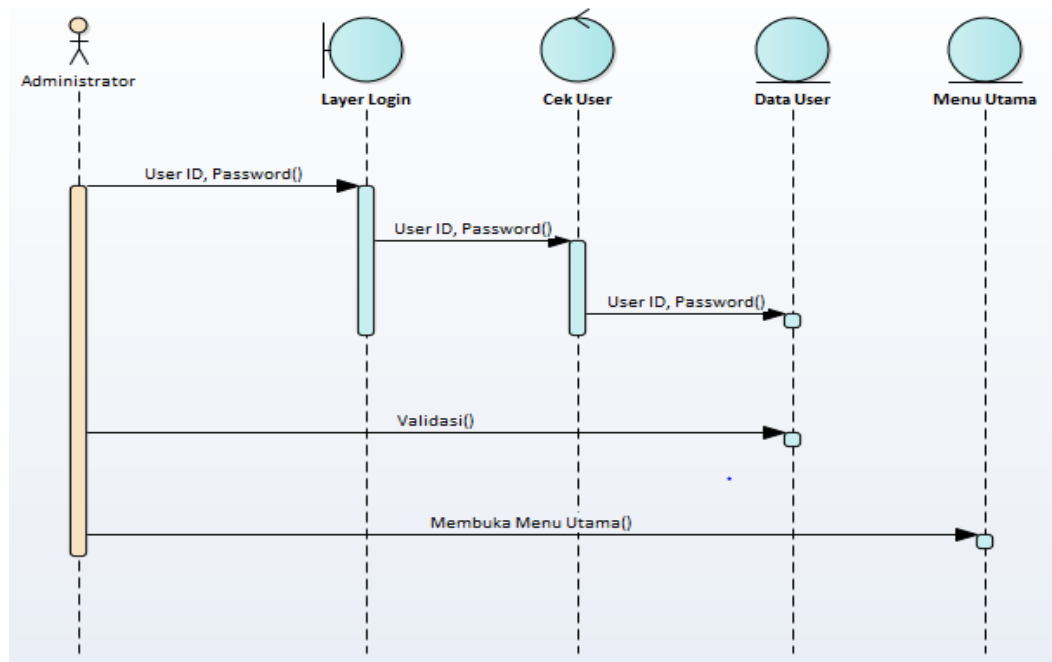 Administrator
Layer Login
Cek User
Data User
Menu Utama
User ID, Password()
User ID, Password()
User ID, Password()
Validasi()
Membuka Menu Utama()